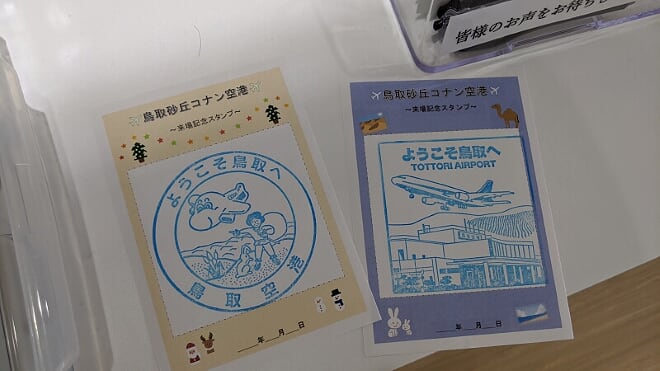 皆様のお声をお待ちし
鳥取砂丘コナン空港
～来場記念スタンプ～
ようこそ鳥取へ
鳥取空港
年 月 日
鳥取砂丘コナン空港
～来場記念スタンプ～
ようこそ鳥取へ
TOTTORI AIRPORT
年 月 日